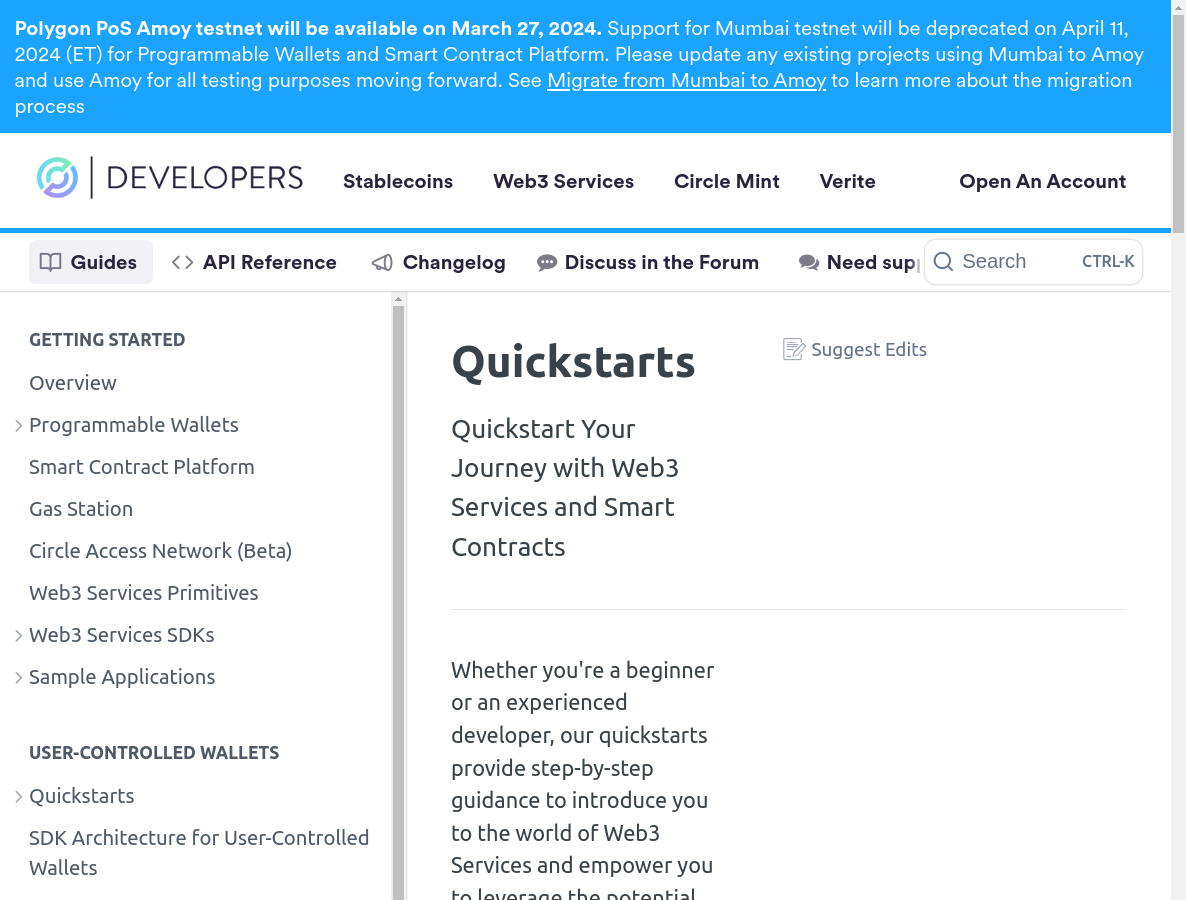 Polygon PoS Amoy testnet will be available on March 27, 2024. Support for Mumbai testnet will be deprecated on April 11,
2024 (ET) for Programmable Wallets and Smart Contract Platform. Please update any existing projects using Mumbai to Amoy
and use Amoy for all testing purposes moving forward. See Migrate from Mumbai to Amoy to learn more about the migration
process
DEVELOPERS
Stablecoins
Web3 Services
Circle Mint
Verite
Open An Account
Guides
API Reference
Changelog
Discuss in the Forum
Need sup
Search
CTRL-K
GETTING STARTED
Overview
Programmable Wallets
Smart Contract Platform
Gas Station
Circle Access Network (Beta)
Web3 Services Primitives
Web3 Services SDKs
Sample Applications
USER-CONTROLLED WALLETS
Quickstarts
SDK Architecture for User-Controlled
Wallets
Quickstarts
Suggest Edits
Quickstart Your
Journey with Web3
Services and Smart
Contracts
Whether you're a beginner
or an experienced
developer, our quickstarts
provide step-by-step
guidance to introduce you
to the world of Web3
Services and empower you
to leverage the potential